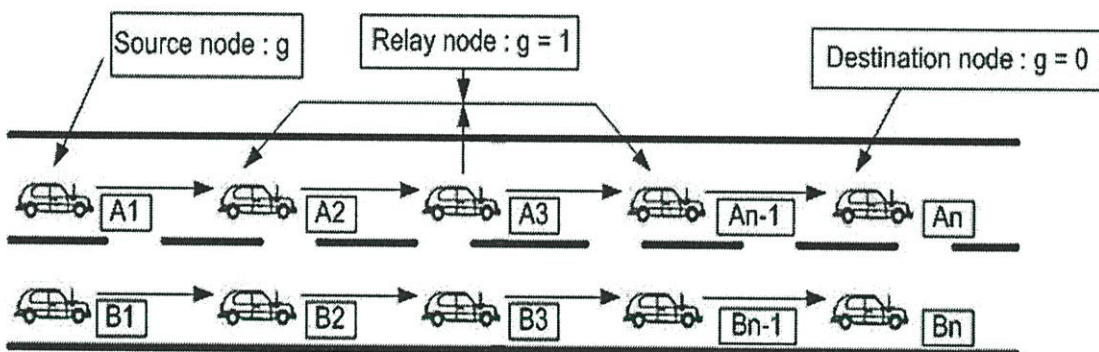 Source node : g
Relay node : g = 1
Destination node : g = 0
A1
A2
A3
An-1
An
B1
B2
B3
Bn-1
Bn